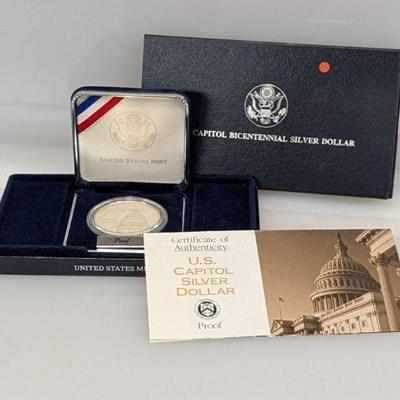 CAPITOL BICENTENNIAL SILVER DOLLAR
UNITED STATES MINT
Proof
UNITED STATES
Certificate of
Authenticity
U.S.
CAPITOL
SILVER
DOLLAR
Proof